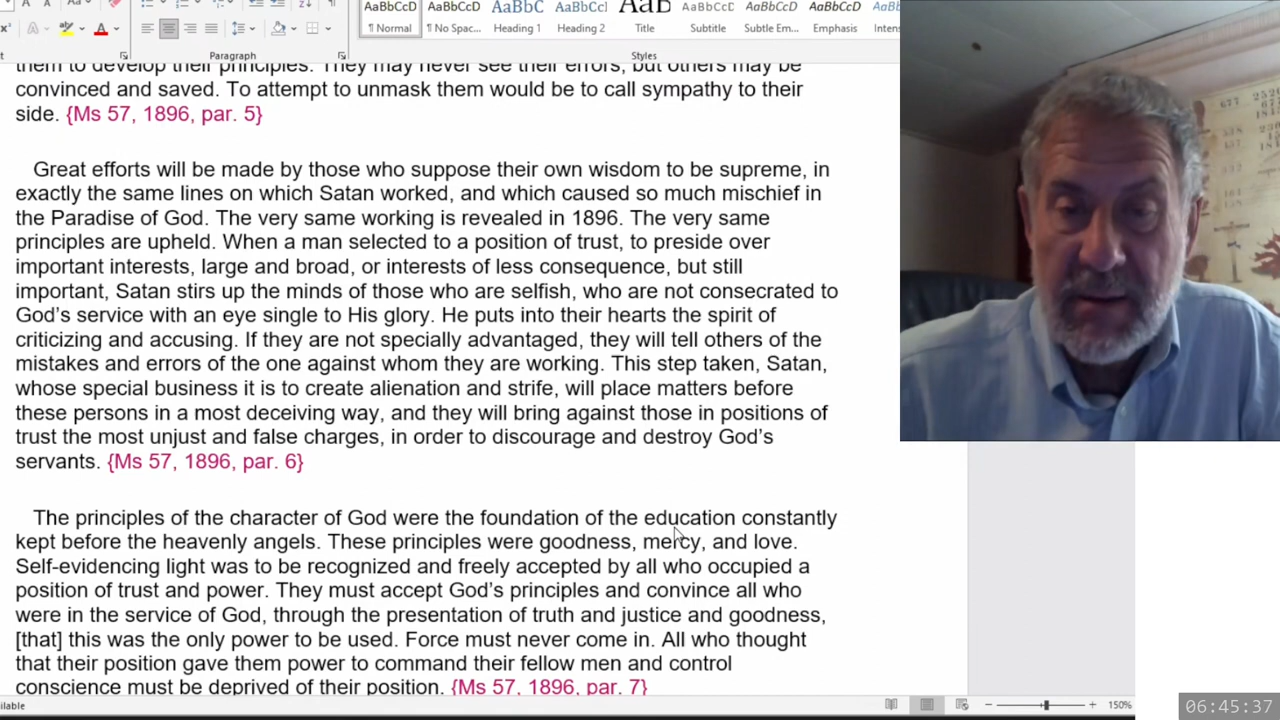 AaBbCcD AaBbCcD AaBbC AaBbCcI AaB AaBbCcD AaBbCcD AaBbCcD
¶ Normal ¶ No Spac... Heading 1 Heading 2 Title Subtitle Subtle Em... Emphasis
Paragraph Styles
them to develop their principles. They may never see their errors, but others may be
convinced and saved. To attempt to unmask them would be to call sympathy to their
side. {Ms 57, 1896, par. 5}
Great efforts will be made by those who suppose their own wisdom to be supreme, in
exactly the same lines on which Satan worked, and which caused so much mischief in
the Paradise of God. The very same working is revealed in 1896. The very same
principles are upheld. When a man selected to a position of trust, to preside over
important interests, large and broad, or interests of less consequence, but still
important, Satan stirs up the minds of those who are selfish, who are not consecrated to
God’s service with an eye single to His glory. He puts into their hearts the spirit of
criticizing and accusing. If they are not specially advantaged, they will tell others of the
mistakes and errors of the one against whom they are working. This step taken, Satan,
whose special business it is to create alienation and strife, will place matters before
these persons in a most deceiving way, and they will bring against those in positions of
trust the most unjust and false charges, in order to discourage and destroy God’s
servants. {Ms 57, 1896, par. 6}
The principles of the character of God were the foundation of the education constantly
kept before the heavenly angels. These principles were goodness, mercy, and love.
Self-evidencing light was to be recognized and freely accepted by all who occupied a
position of trust and power. They must accept God’s principles and convince all who
were in the service of God, through the presentation of truth and justice and goodness,
[that] this was the only power to be used. Force must never come in. All who thought
that their position gave them power to command their fellow men and control
conscience must be deprived of their position. {Ms 57, 1896, par. 7}
150%
06:45:37